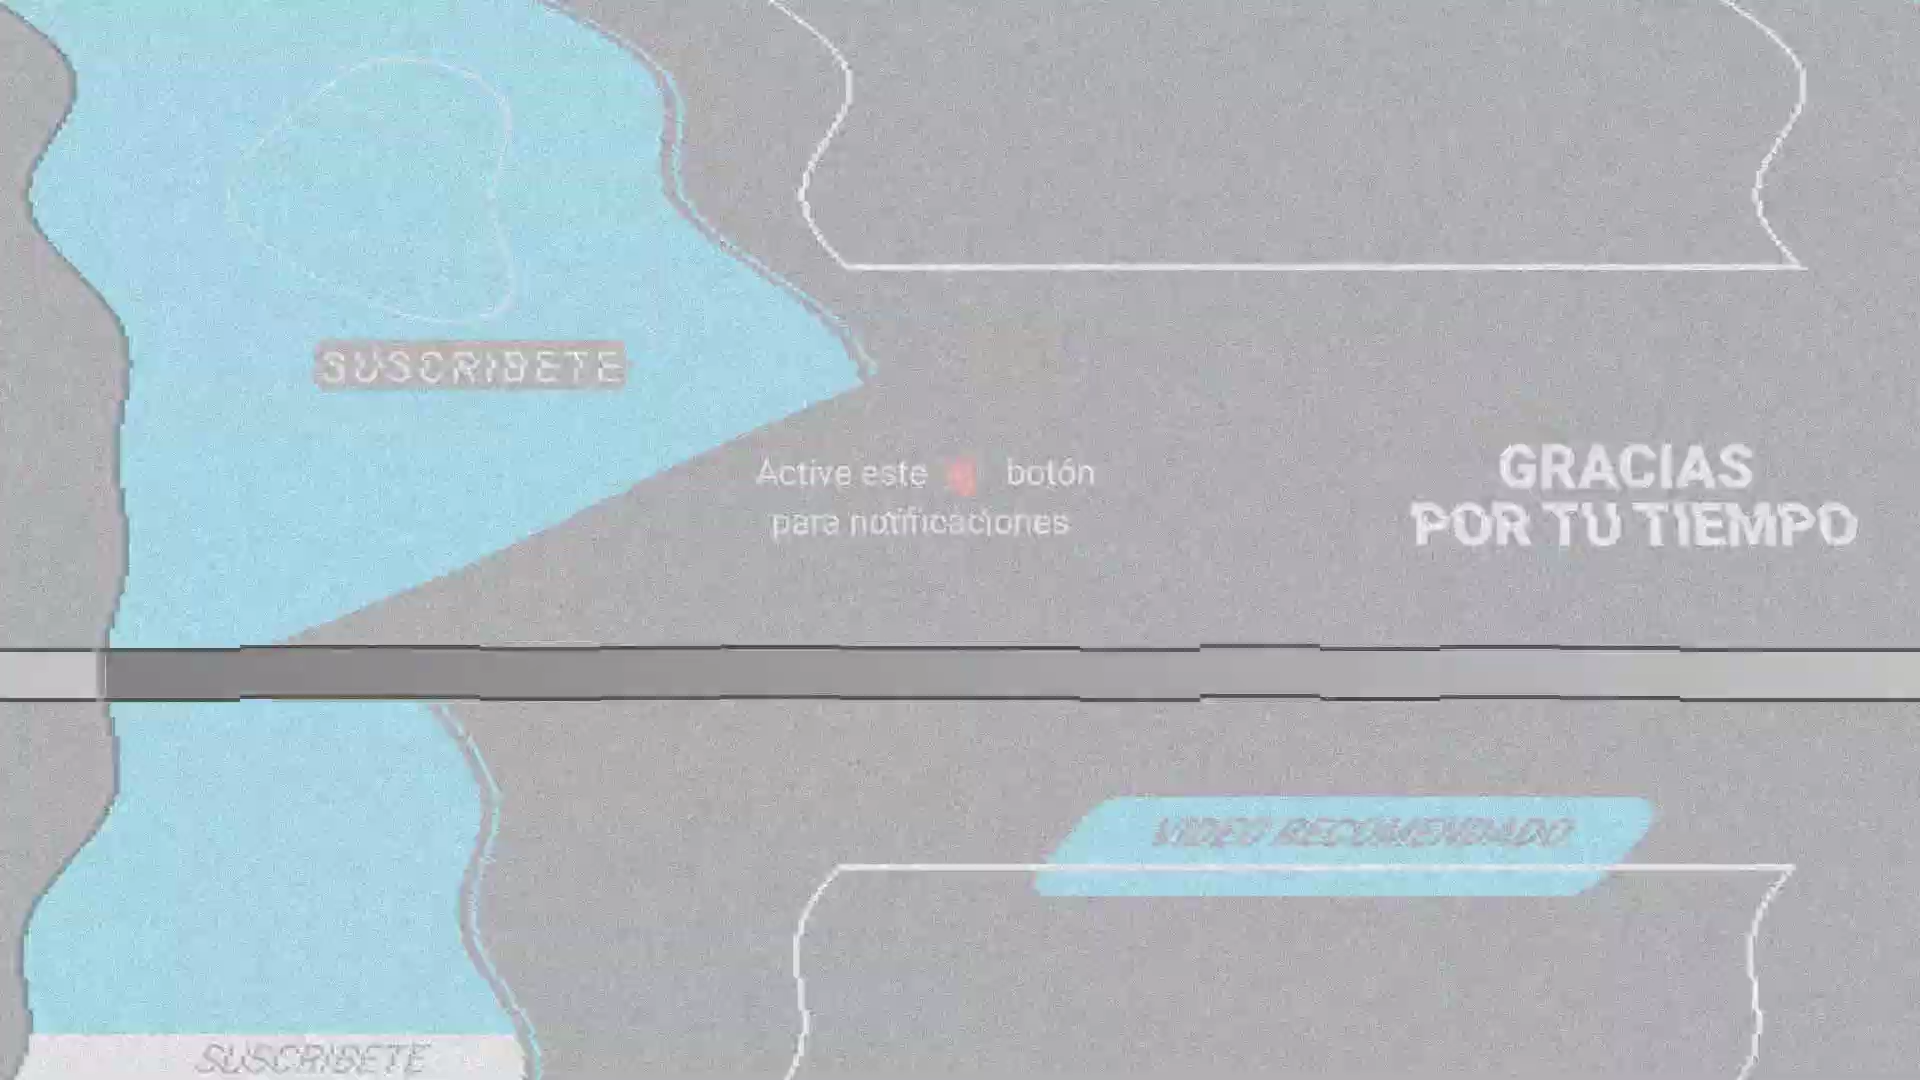 SUSCRIBETE
Active este botón
para notificaciones
GRACIAS
POR TU TIEMPO
VIDEO RECOMENDADO
SUSCRIBETE